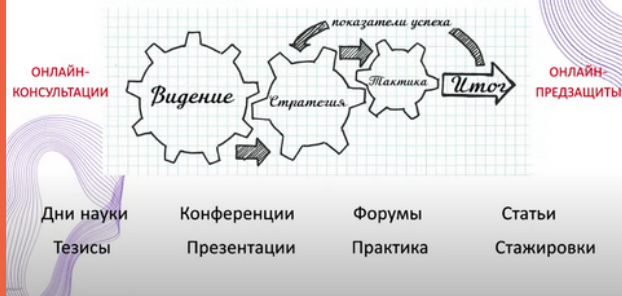 показатели успеха
ОНЛАЙН-
КОНСУЛЬТАЦИИ
Видение
Стратегия
Тактика
Итог
ОНЛАЙН-
ПРЕДЗАЩИТЫ
Дни науки Конференции Форумы Статьи
Тезисы Презентации Практика Стажировки